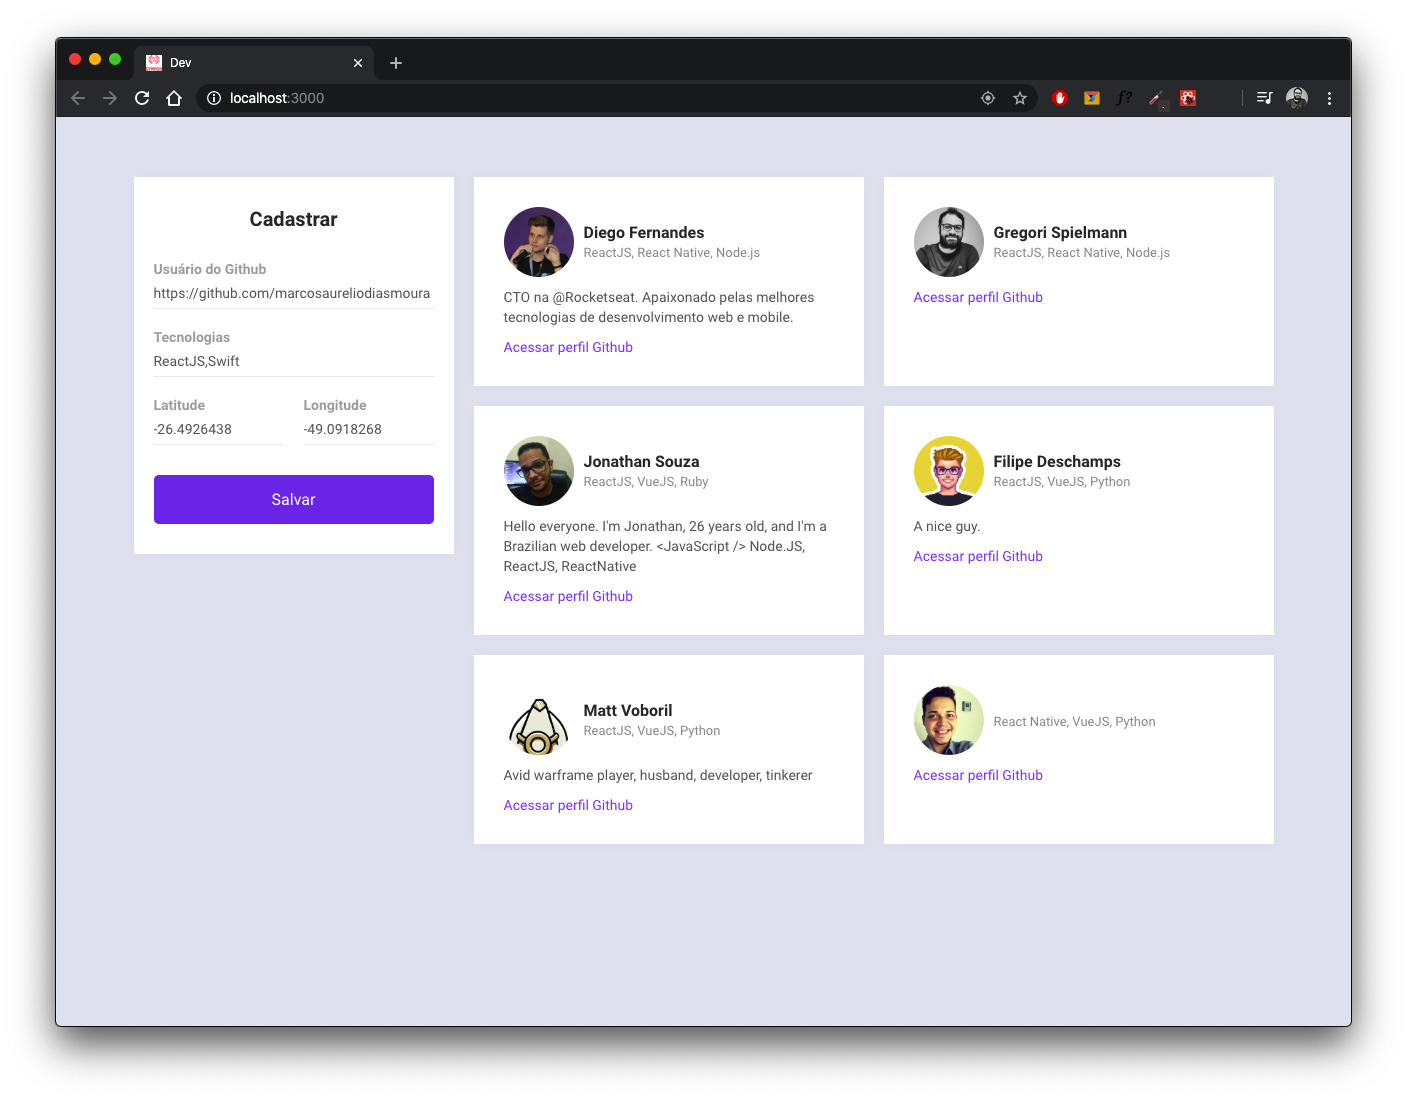 Dev
localhost:3000
f?
Cadastrar
Usuário do Github
https://github.com/marcosaureliodiasmoura
Tecnologias
ReactJS,Swift
Latitude
Longitude
-26.4926438
-49.0918268
Salvar
Diego Fernandes
ReactJS, React Native, Node.js
CTO na @Rocketseat. Apaixonado pelas melhores
tecnologias de desenvolvimento web e mobile.
Acessar perfil Github
Gregori Spielmann
ReactJS, React Native, Node.js
Acessar perfil Github
Jonathan Souza
ReactJS, VueJS, Ruby
Hello everyone. I'm Jonathan, 26 years old, and I'm a
Brazilian web developer. <JavaScript /> Node.JS,
ReactJS, ReactNative
Acessar perfil Github
Filipe Deschamps
ReactJS, VueJS, Python
A nice guy.
Acessar perfil Github
Matt Voboril
ReactJS, VueJS, Python
Avid warframe player, husband, developer, tinkerer
Acessar perfil Github
React Native, VueJS, Python
Acessar perfil Github